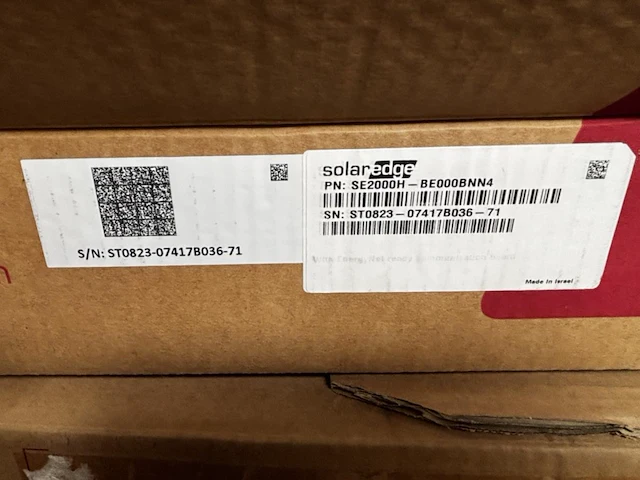 S/N: ST0823-07417B036-71
solaredge
PN: SE2000H-BE000BNN4
SN: ST0823-07417B036-71
Made in Israel